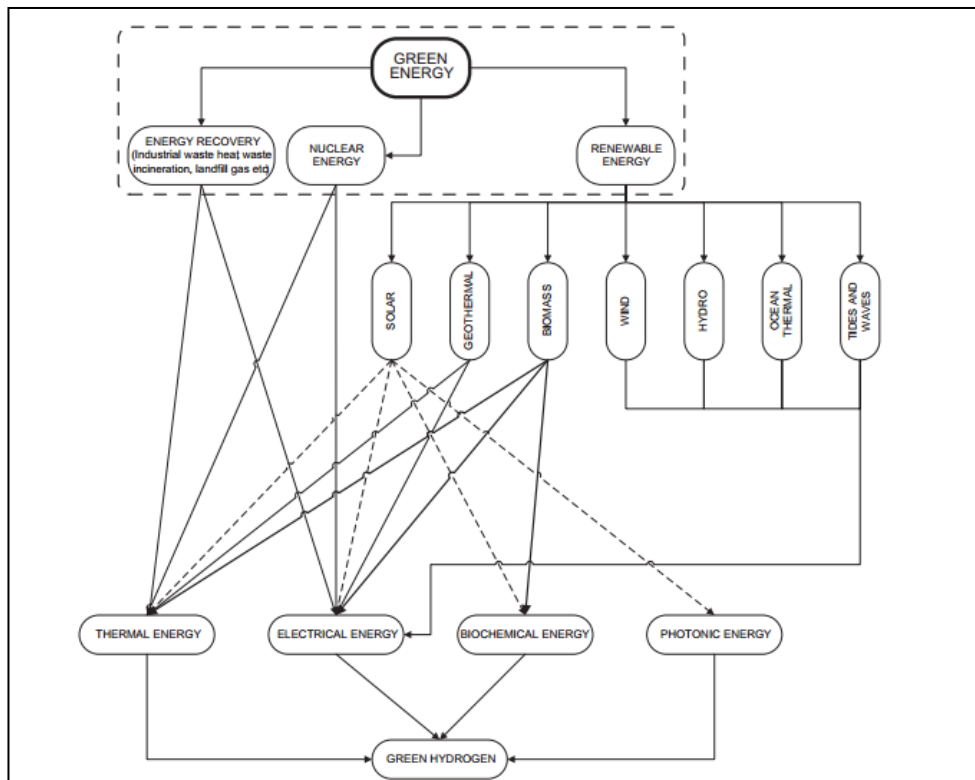 GREEN
ENERGY
ENERGY RECOVERY
(Industrial waste heat, waste
incineration, landfill gas etc)
NUCLEAR
ENERGY
RENEWABLE
ENERGY
SOLAR
GEOTHERMAL
BIOMASS
WIND
HYDRO
OCEAN
THERMAL
TIDES AND
WAVES
THERMAL ENERGY
ELECTRICAL ENERGY
BIOCHEMICAL ENERGY
PHOTONIC ENERGY
GREEN HYDROGEN